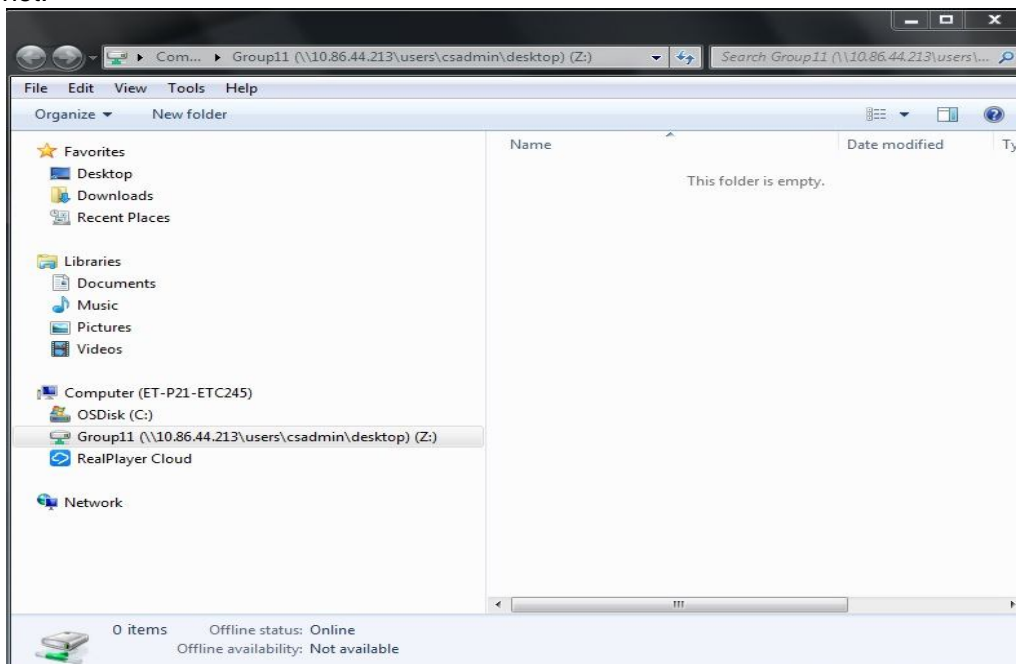 Com... Group11 (\\10.86.44.213\users\csadmin\desktop) (Z:) Search Group11 (\\10.86.44.213\users\...
File Edit View Tools Help
Organize New folder
Name Date modified Ty
This folder is empty.
Favorites
Desktop
Downloads
Recent Places
Libraries
Documents
Music
Pictures
Videos
Computer (ET-P21-ETC245)
OSDisk (C:)
Group11 (\\10.86.44.213\users\csadmin\desktop) (Z:)
RealPlayer Cloud
Network
0 items Offline status: Online
Offline availability: Not available